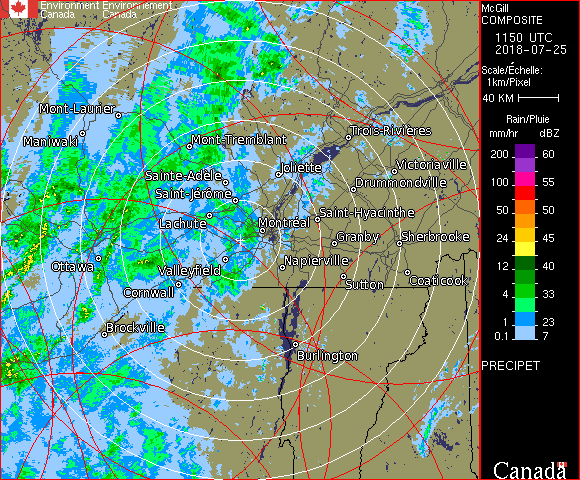 Environment Environnement
Canada Canada
McGill
COMPOSITE
1150 UTC
2018-07-25
Scale/Échelle:
1km/Pixel
40 KM
Rain/Pluie
mm/hr dBZ
200 60
100 55
50 50
24 45
12 40
4 33
1 23
0.1 7
PRECIPET
Canada
Mont-Laurier
Maniwaki
Mont-Tremblant
Trois-Rivières
Joliette
Victoriaville
Sainte-Adèle
Drummondville
Saint-Jérôme
Saint-Hyacinthe
Lachute
Montréal
Granby
Sherbrooke
Ottawa
Valleyfield
Napierville
Cornwall
Sutton
Coaticook
Brockville
Burlington